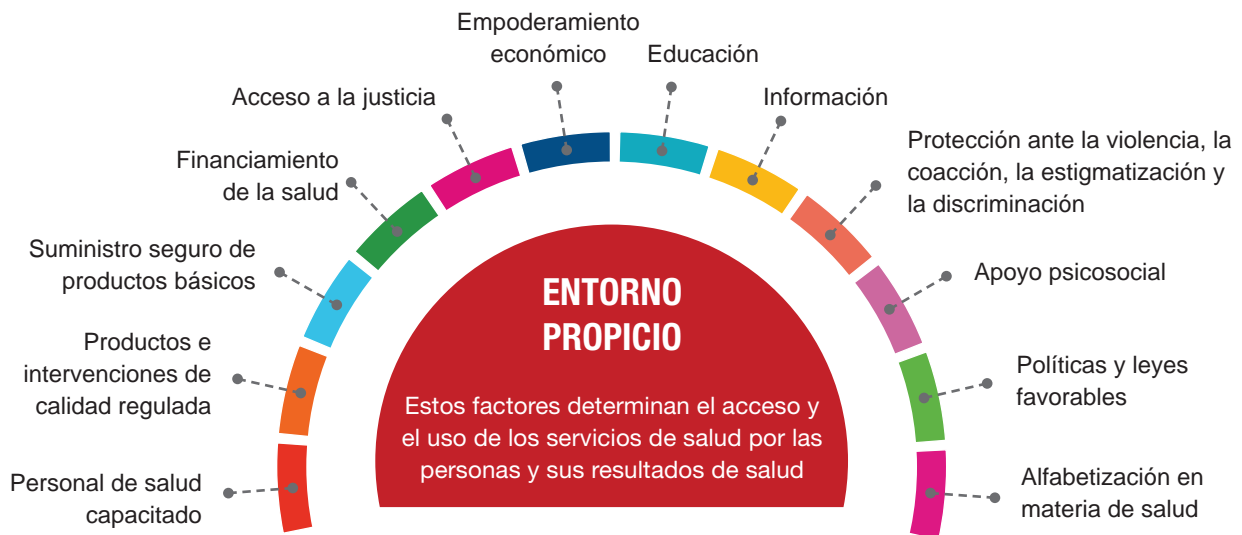 Empoderamiento
económico
Educación
Acceso a la justicia
Información
Financiamiento
de la salud
Protección ante la violencia, la
coacción, la estigmatización y
la discriminación
Suministro seguro de
productos básicos
Apoyo psicosocial
Productos e
intervenciones de
calidad regulada
Políticas y leyes
favorables
Personal de salud
capacitado
Alfabetización en
materia de salud
ENTORNO
PROPICIO
Estos factores determinan el acceso y
el uso de los servicios de salud por las
personas y sus resultados de salud